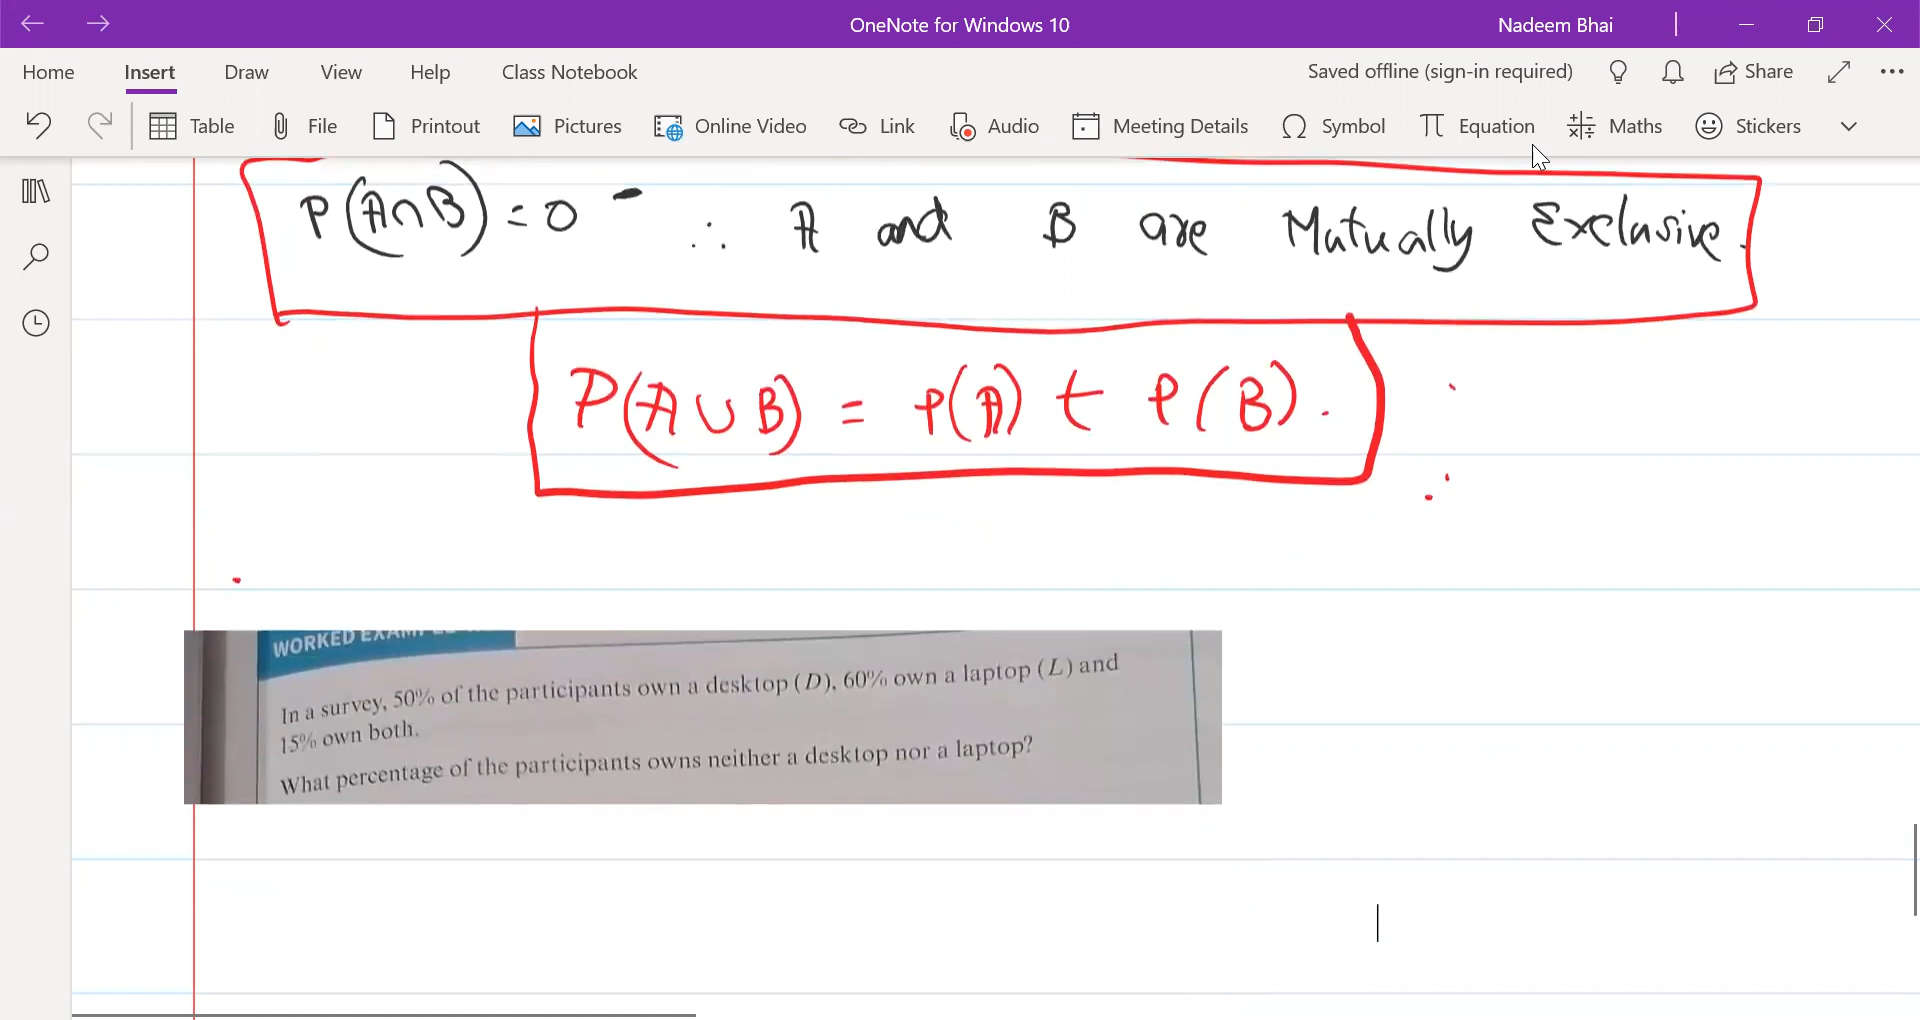 OneNote for Windows 10
Nadeem Bhai
Home Insert Draw View Help Class Notebook
Saved offline (sign-in required) Share
Table File Printout Pictures Online Video Link Audio Meeting Details Symbol Equation Maths Stickers
P(A∩B)=0 ∴ A and B are Mutually Exclusive.
P(A∪B) = P(A) + P(B).
WORKED
In a survey, 50% of the participants own a desktop (D), 60% own a laptop (L) and
15% own both.
What percentage of the participants owns neither a desktop nor a laptop?